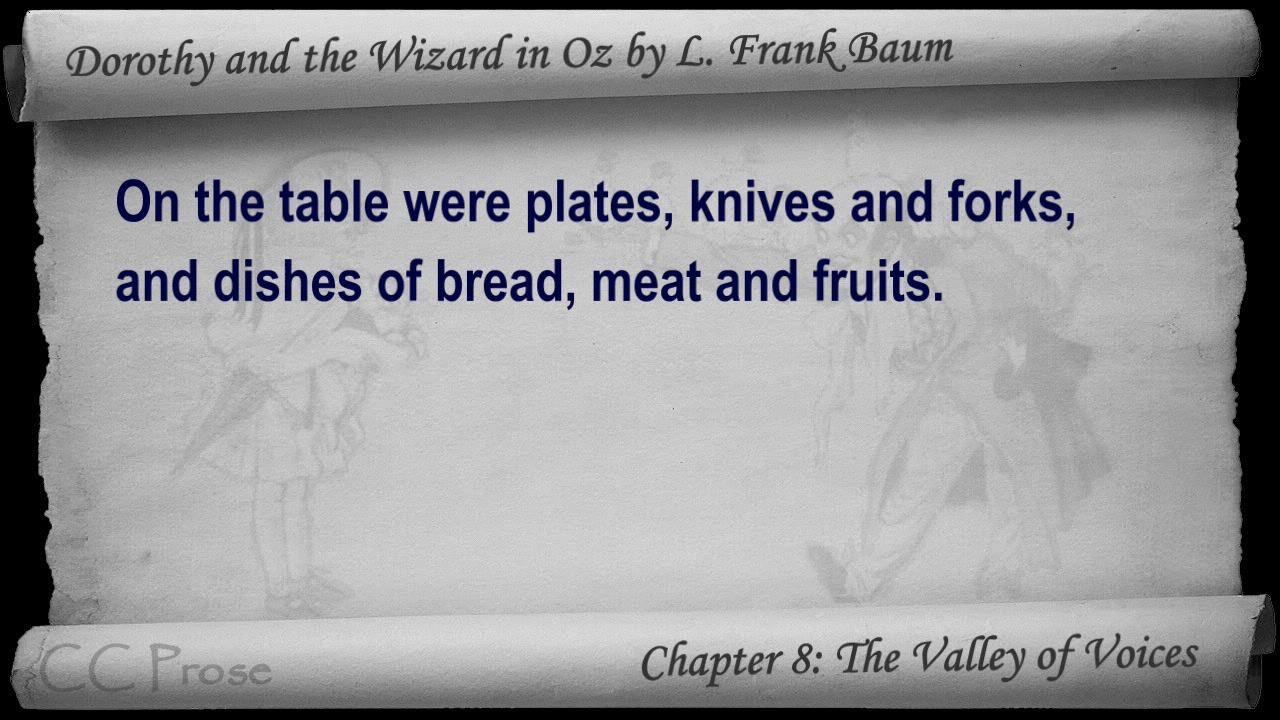 Dorothy and the Wizard in Oz by L. Frank Baum
On the table were plates, knives and forks,
and dishes of bread, meat and fruits.
CC Prose
Chapter 8: The Valley of Voices